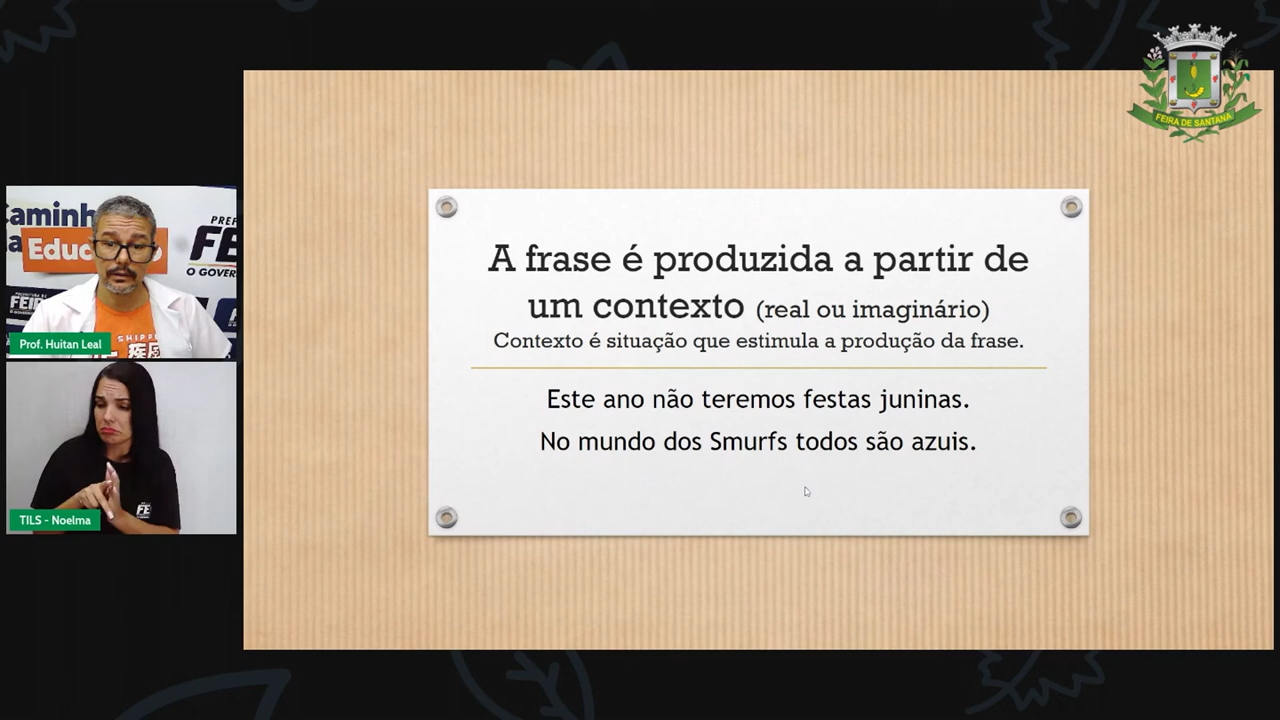 FEIRA DE SANTANA
A frase é produzida a partir de
um contexto (real ou imaginário)
Contexto é situação que estimula a produção da frase.
Este ano não teremos festas juninas.
No mundo dos Smurfs todos são azuis.
Prof. Huitan Leal
TILS - Noelma